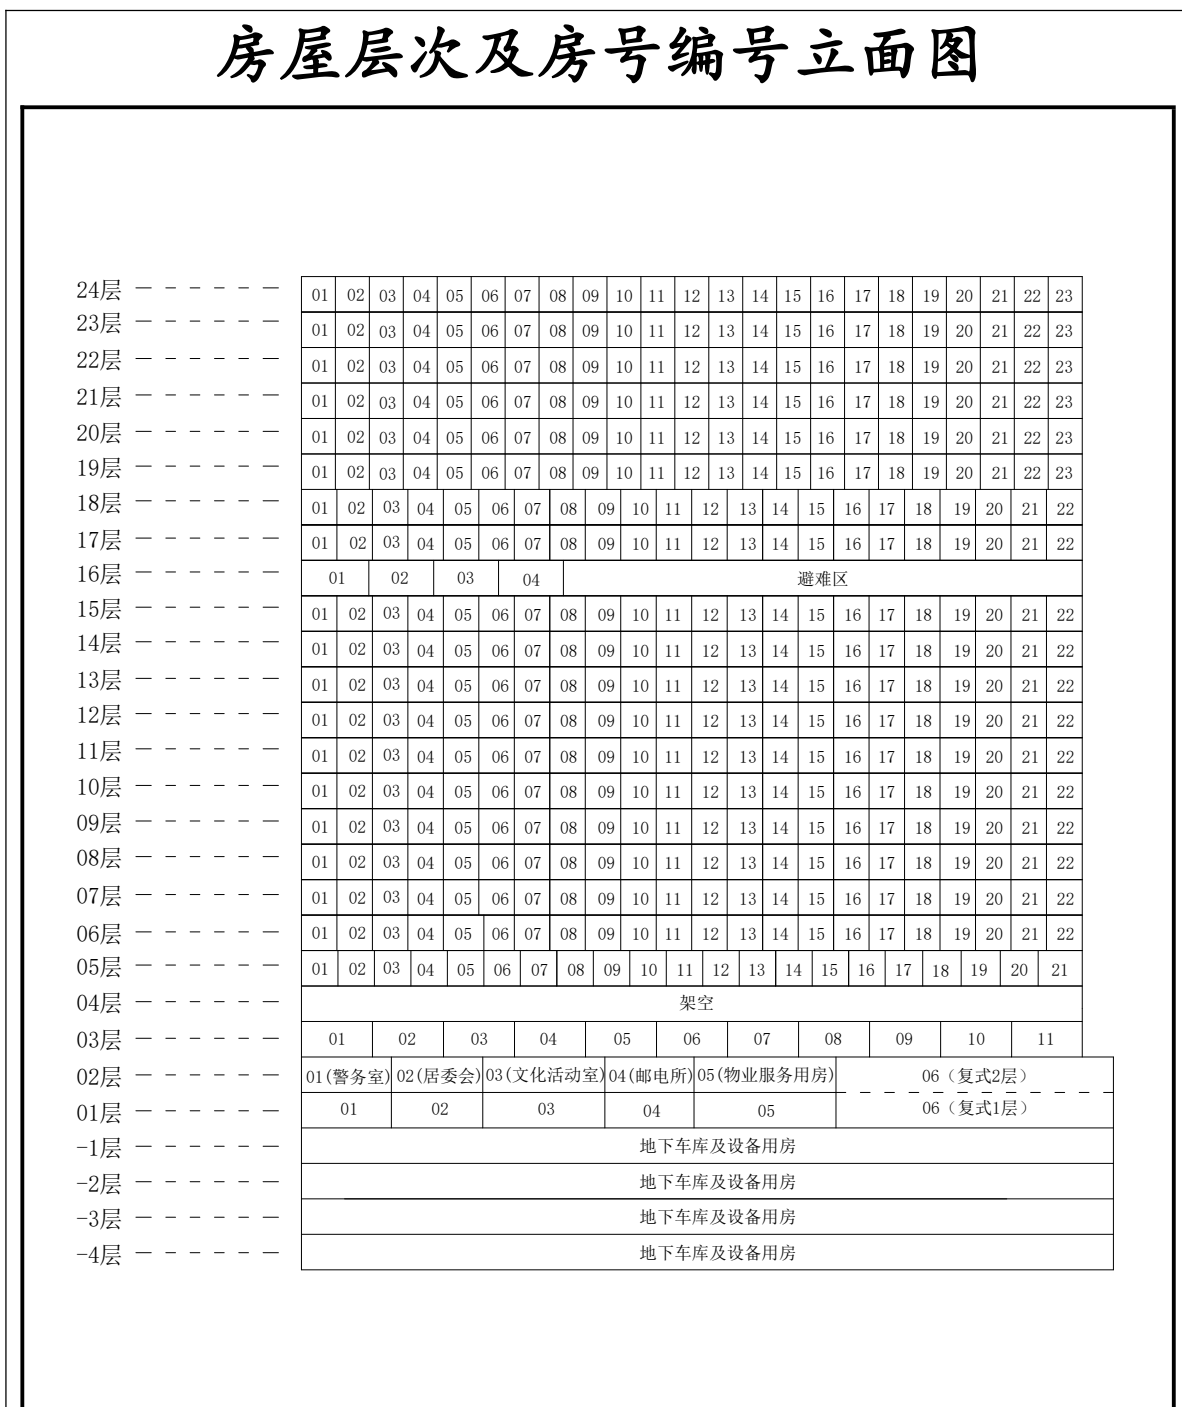 房屋层次及房号编号立面图
24层 01 02 03 04 05 06 07 08 09 10 11 12 13 14 15 16 17 18 19 20 21 22 23
23层 01 02 03 04 05 06 07 08 09 10 11 12 13 14 15 16 17 18 19 20 21 22 23
22层 01 02 03 04 05 06 07 08 09 10 11 12 13 14 15 16 17 18 19 20 21 22 23
21层 01 02 03 04 05 06 07 08 09 10 11 12 13 14 15 16 17 18 19 20 21 22 23
20层 01 02 03 04 05 06 07 08 09 10 11 12 13 14 15 16 17 18 19 20 21 22 23
19层 01 02 03 04 05 06 07 08 09 10 11 12 13 14 15 16 17 18 19 20 21 22 23
18层 01 02 03 04 05 06 07 08 09 10 11 12 13 14 15 16 17 18 19 20 21 22
17层 01 02 03 04 05 06 07 08 09 10 11 12 13 14 15 16 17 18 19 20 21 22
16层 01 02 03 04 避难区
15层 01 02 03 04 05 06 07 08 09 10 11 12 13 14 15 16 17 18 19 20 21 22
14层 01 02 03 04 05 06 07 08 09 10 11 12 13 14 15 16 17 18 19 20 21 22
13层 01 02 03 04 05 06 07 08 09 10 11 12 13 14 15 16 17 18 19 20 21 22
12层 01 02 03 04 05 06 07 08 09 10 11 12 13 14 15 16 17 18 19 20 21 22
11层 01 02 03 04 05 06 07 08 09 10 11 12 13 14 15 16 17 18 19 20 21 22
10层 01 02 03 04 05 06 07 08 09 10 11 12 13 14 15 16 17 18 19 20 21 22
09层 01 02 03 04 05 06 07 08 09 10 11 12 13 14 15 16 17 18 19 20 21 22
08层 01 02 03 04 05 06 07 08 09 10 11 12 13 14 15 16 17 18 19 20 21 22
07层 01 02 03 04 05 06 07 08 09 10 11 12 13 14 15 16 17 18 19 20 21 22
06层 01 02 03 04 05 06 07 08 09 10 11 12 13 14 15 16 17 18 19 20 21 22
05层 01 02 03 04 05 06 07 08 09 10 11 12 13 14 15 16 17 18 19 20 21
04层 架空
03层 01 02 03 04 05 06 07 08 09 10 11
02层 01(警务室) 02(居委会) 03(文化活动室) 04(邮电所) 05(物业服务用房) 06（复式2层）
01层 01 02 03 04 05 06（复式1层）
-1层 地下车库及设备用房
-2层 地下车库及设备用房
-3层 地下车库及设备用房
-4层 地下车库及设备用房